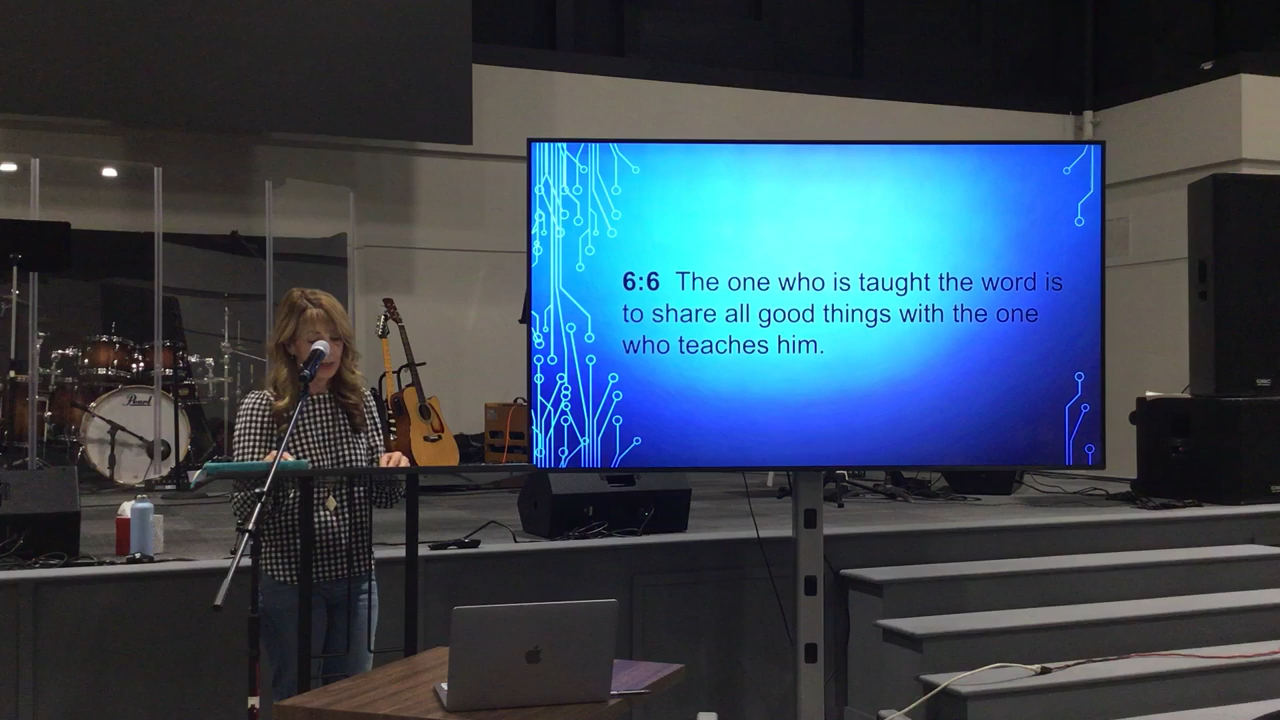 6:6 The one who is taught the word is
to share all good things with the one
who teaches him.
Pearl